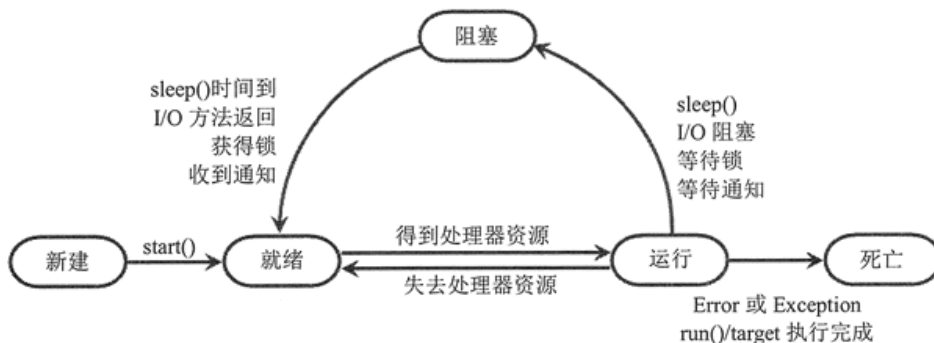 阻塞
sleep()时间到
I/O 方法返回
获得锁
收到通知
sleep()
I/O 阻塞
等待锁
等待通知
新建
start()
就绪
得到处理器资源
失去处理器资源
运行
死亡
Error 或 Exception
run()/target 执行完成